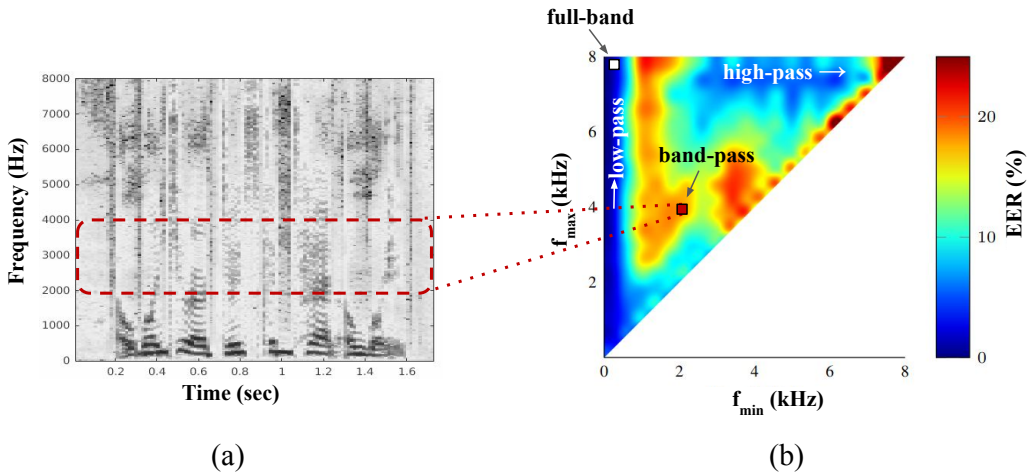 full-band
8000
7000
6000
5000
4000
3000
2000
1000
0
Frequency (Hz)
0.2
0.4
0.6
0.8
1
1.2
1.4
1.6
Time (sec)
(a)
8
6
4
2
0
f_max (kHz)
high-pass →
low-pass →
band-pass
0
2
4
6
8
f_min (kHz)
20
10
0
EER (%)
(b)